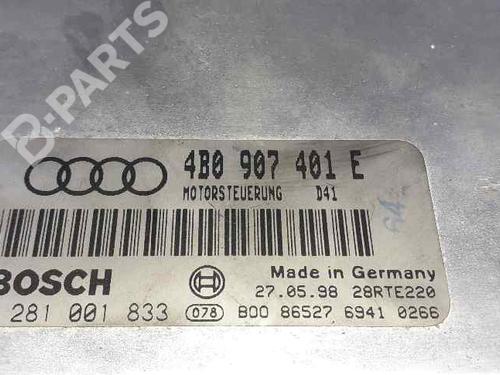 B-PARTS
4B0 907 401 E
MOTORSTEUERUNG D41
BOSCH
Made in Germany
27.05.98 28RTE220
281 001 833 078 B00 86527 6941 0266
B-PARTS